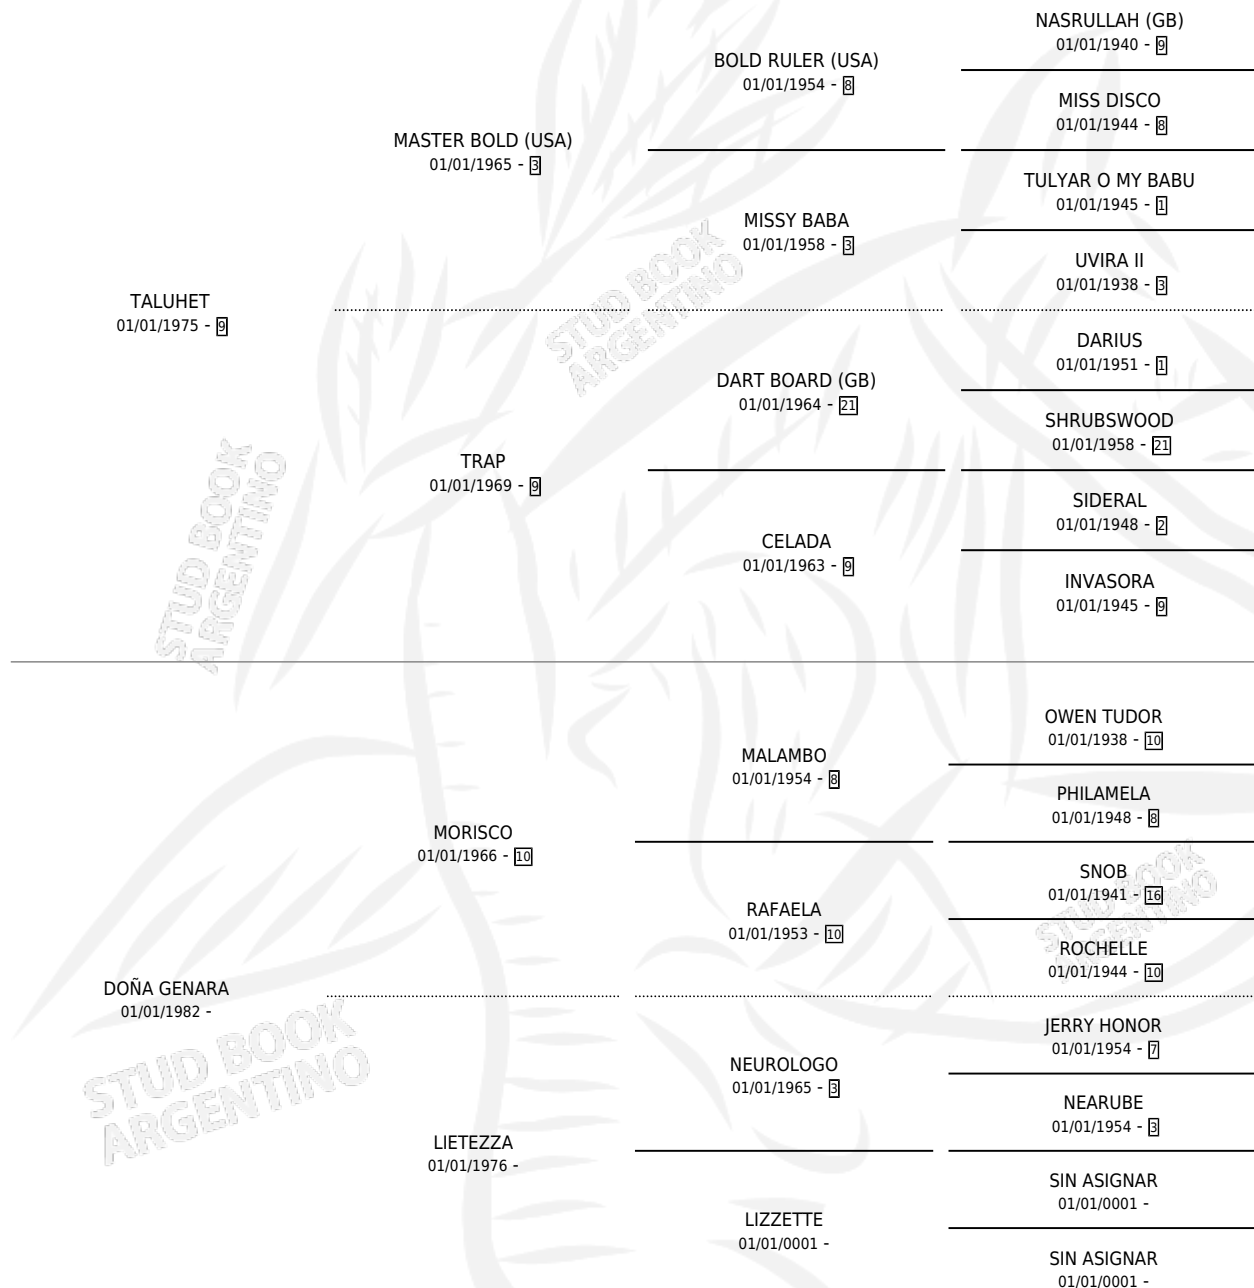 NASRULLAH (GB)
01/01/1940 - 9
BOLD RULER (USA)
01/01/1954 - 8
MISS DISCO
01/01/1944 - 8
MASTER BOLD (USA)
01/01/1965 - 3
TULYAR O MY BABU
01/01/1945 - 1
MISSY BABA
01/01/1958 - 3
UVIRA II
01/01/1938 - 3
TALUHET
01/01/1975 - 9
STUD BOOK
ARGENTINO
DARIUS
01/01/1951 - 1
DART BOARD (GB)
01/01/1964 - 21
SHRUBSWOOD
01/01/1958 - 21
TRAP
01/01/1969 - 9
SIDERAL
01/01/1948 - 2
CELADA
01/01/1963 - 9
INVASORA
01/01/1945 - 9
STUD BOOK
ARGENTINO
OWEN TUDOR
01/01/1938 - 10
MALAMBO
01/01/1954 - 8
PHILAMELA
01/01/1948 - 8
MORISCO
01/01/1966 - 10
SNOB
01/01/1941 - 16
RAFAELA
01/01/1953 - 10
ROCHELLE
01/01/1944 - 10
STUD BOOK
ARGENTINO
DOÑA GENARA
01/01/1982 -
JERRY HONOR
01/01/1954 - 7
NEUROLOGO
01/01/1965 - 3
NEARUBE
01/01/1954 - 3
STUD BOOK
ARGENTINO
LIETEZZA
01/01/1976 -
SIN ASIGNAR
01/01/0001 -
LIZZETTE
01/01/0001 -
SIN ASIGNAR
01/01/0001 -